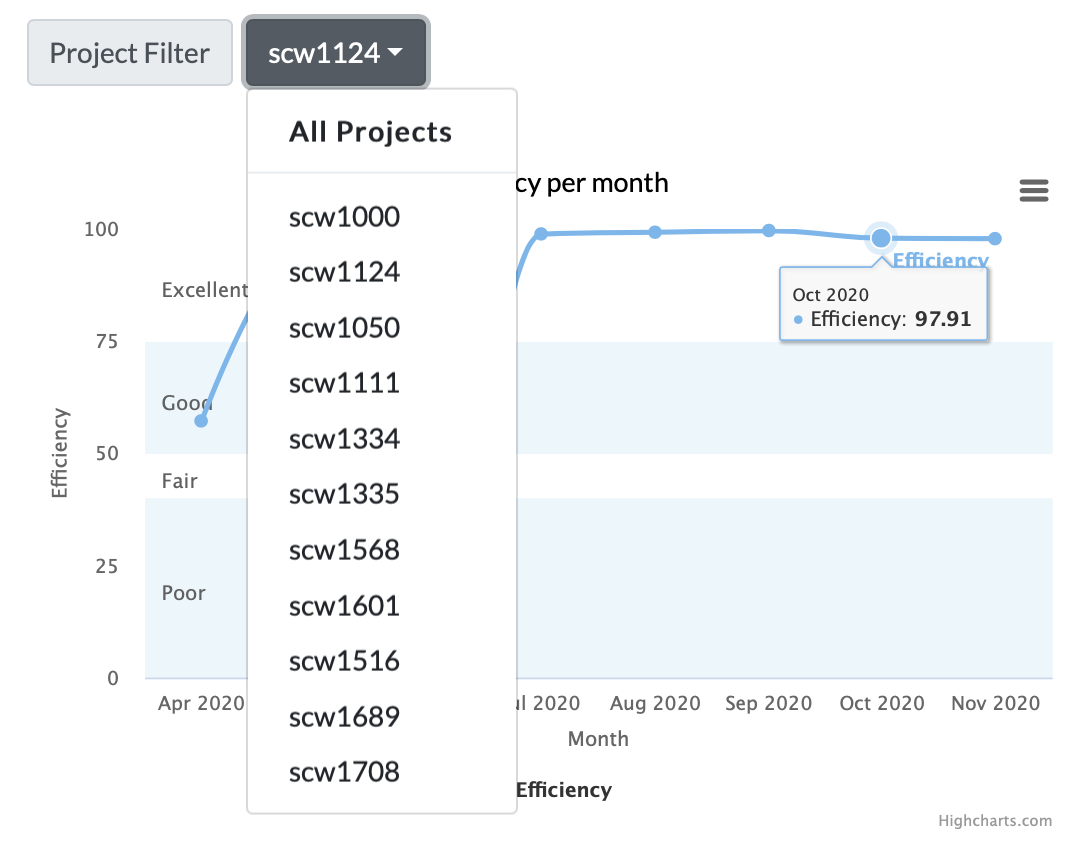 Project Filter
scw1124
All Projects
cy per month
scw1000
100
scw1124
Efficiency
Excellent
Oct 2020
Efficiency: 97.91
scw1050
75
scw1111
Good
scw1334
50
Efficiency
Fair
scw1335
scw1568
25
Poor
scw1601
scw1516
0
Apr 2020
ul 2020
Aug 2020
Sep 2020
Oct 2020
Nov 2020
scw1689
Month
scw1708
Efficiency
Highcharts.com